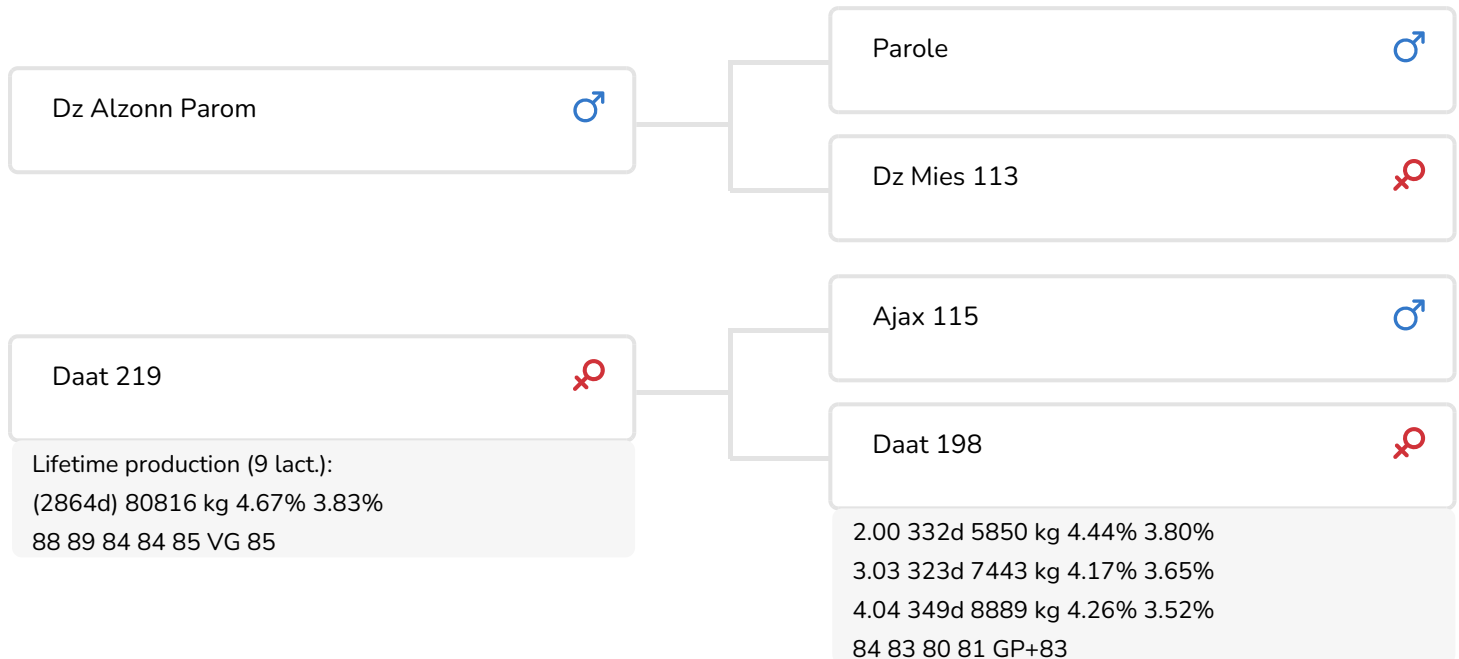 Dz Alzonn Parom
Parole
Dz Mies 113
Daat 219
Lifetime production (9 lact.):
(2864d) 80816 kg 4.67% 3.83%
88 89 84 84 85 VG 85
Ajax 115
Daat 198
2.00 332d 5850 kg 4.44% 3.80%
3.03 323d 7443 kg 4.17% 3.65%
4.04 349d 8889 kg 4.26% 3.52%
84 83 80 81 GP+83